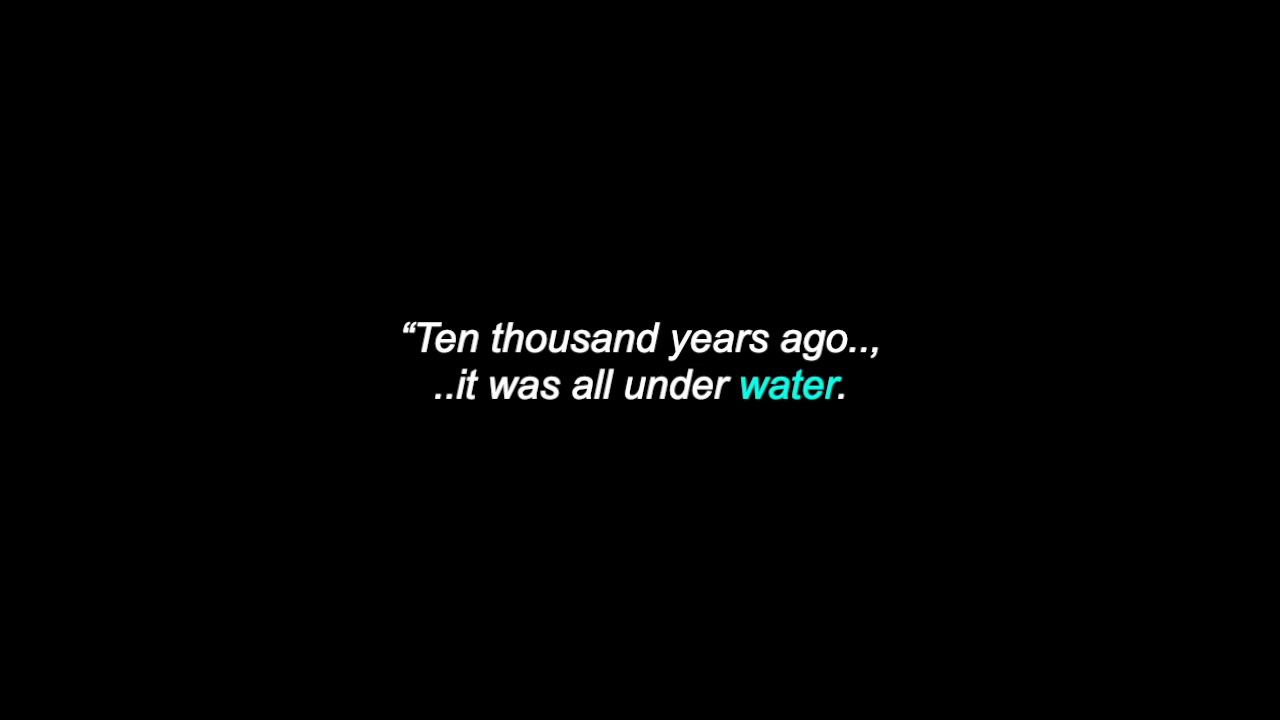 “Ten thousand years ago..,
..it was all under water.